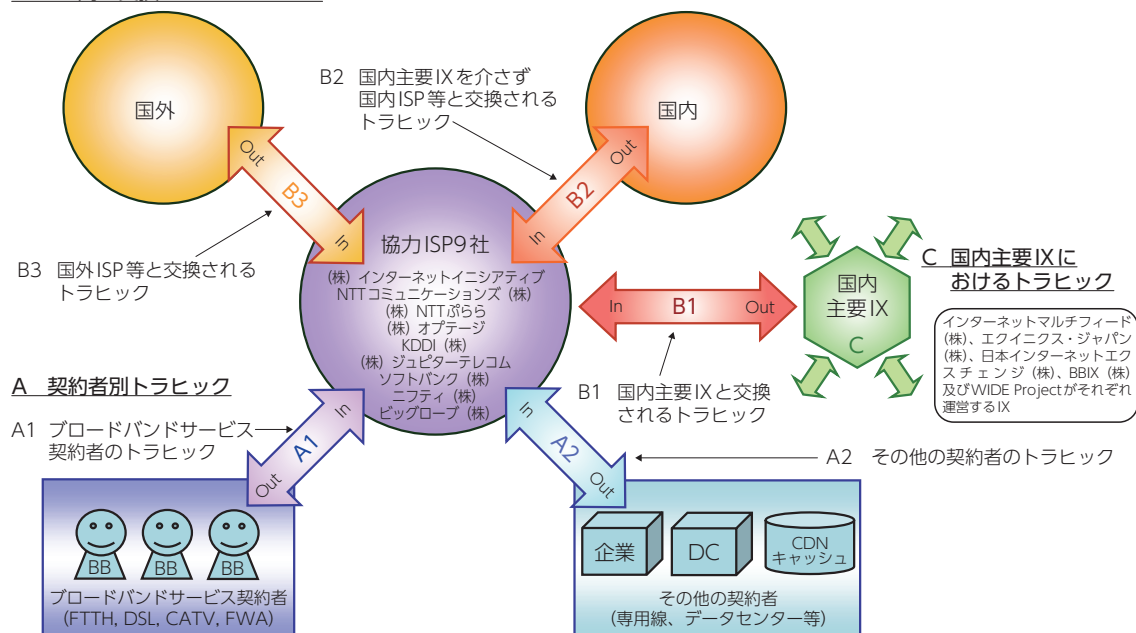 国外
B2 国内主要IXを介さず
国内ISP等と交換される
トラヒック
国内
Out
B3
In
Out
B2
In
B3 国外ISP等と交換される
トラヒック
協力ISP9社
(株)インターネットイニシアティブ
NTTコミュニケーションズ(株)
(株)NTTぷらら
(株)オプテージ
KDDI(株)
(株)ジュピターテレコム
ソフトバンク(株)
ニフティ(株)
ビッグローブ(株)
In B1 Out
国内
主要IX
C
C 国内主要IXに
おけるトラヒック
インターネットマルチフィード
(株)、エクイニクス・ジャパン
(株)、日本インターネットエク
スチェンジ(株)、BBIX(株)
及びWIDE Projectがそれぞれ
運営するIX
B1 国内主要IXと交換
されるトラヒック
A 契約者別トラヒック
A1 ブロードバンドサービス
契約者のトラヒック
In
A1
Out
In
A2
Out
A2 その他の契約者のトラヒック
BB BB BB
ブロードバンドサービス契約者
(FTTH, DSL, CATV, FWA)
企業
DC
CDN
キャッシュ
その他の契約者
(専用線、データセンター等)